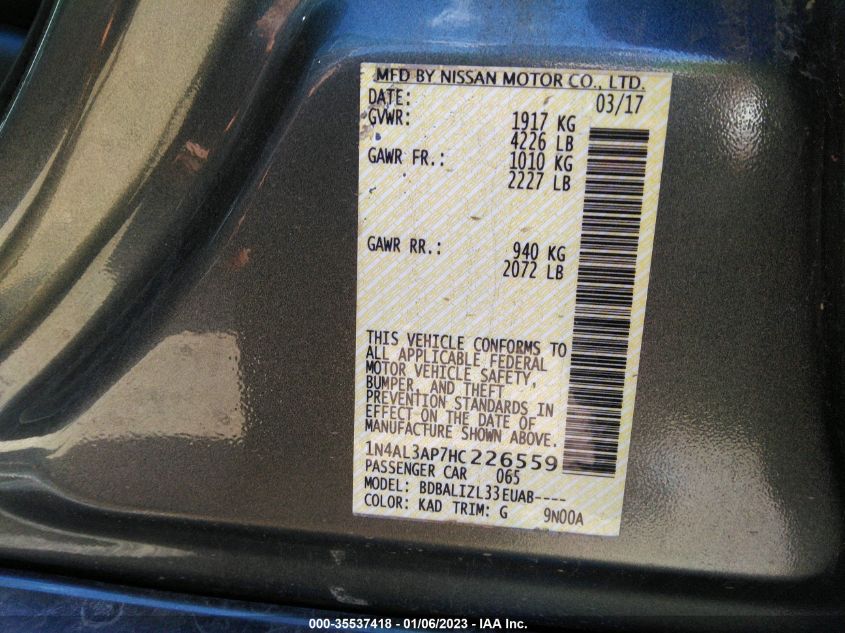 MFD BY NISSAN MOTOR CO., LTD.
DATE: 03/17
GVWR: 1917 KG
4226 LB
GAWR FR.: 1010 KG
2227 LB
GAWR RR.: 940 KG
2072 LB
THIS VEHICLE CONFORMS TO
ALL APPLICABLE FEDERAL
MOTOR VEHICLE SAFETY,
BUMPER, AND THEFT
PREVENTION STANDARDS IN
EFFECT ON THE DATE OF
MANUFACTURE SHOWN ABOVE.
1N4AL3AP7HC226559
PASSENGER CAR 065
MODEL: BDBALIZL33EUAB----
COLOR: KAD TRIM: G 9N00A
000-35537418 - 01/06/2023 - IAA Inc.